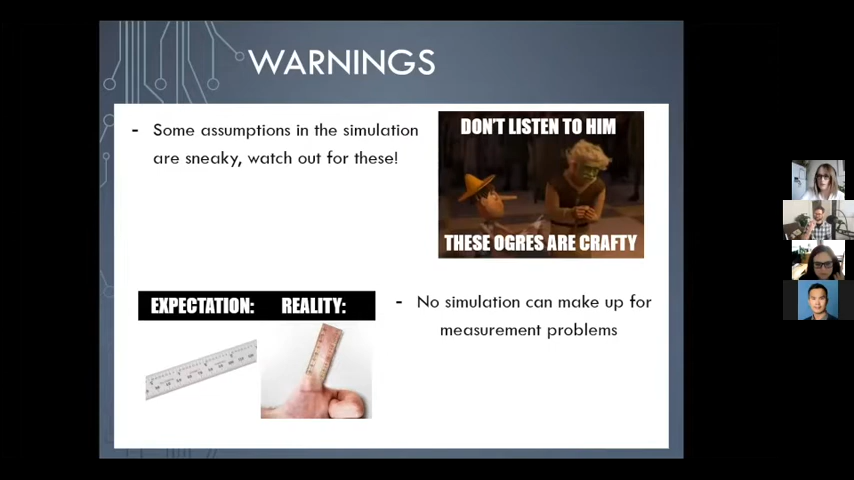 WARNINGS
- Some assumptions in the simulation
are sneaky, watch out for these!
DON'T LISTEN TO HIM
THESE OGRES ARE CRAFTY
EXPECTATION: REALITY:
- No simulation can make up for
measurement problems